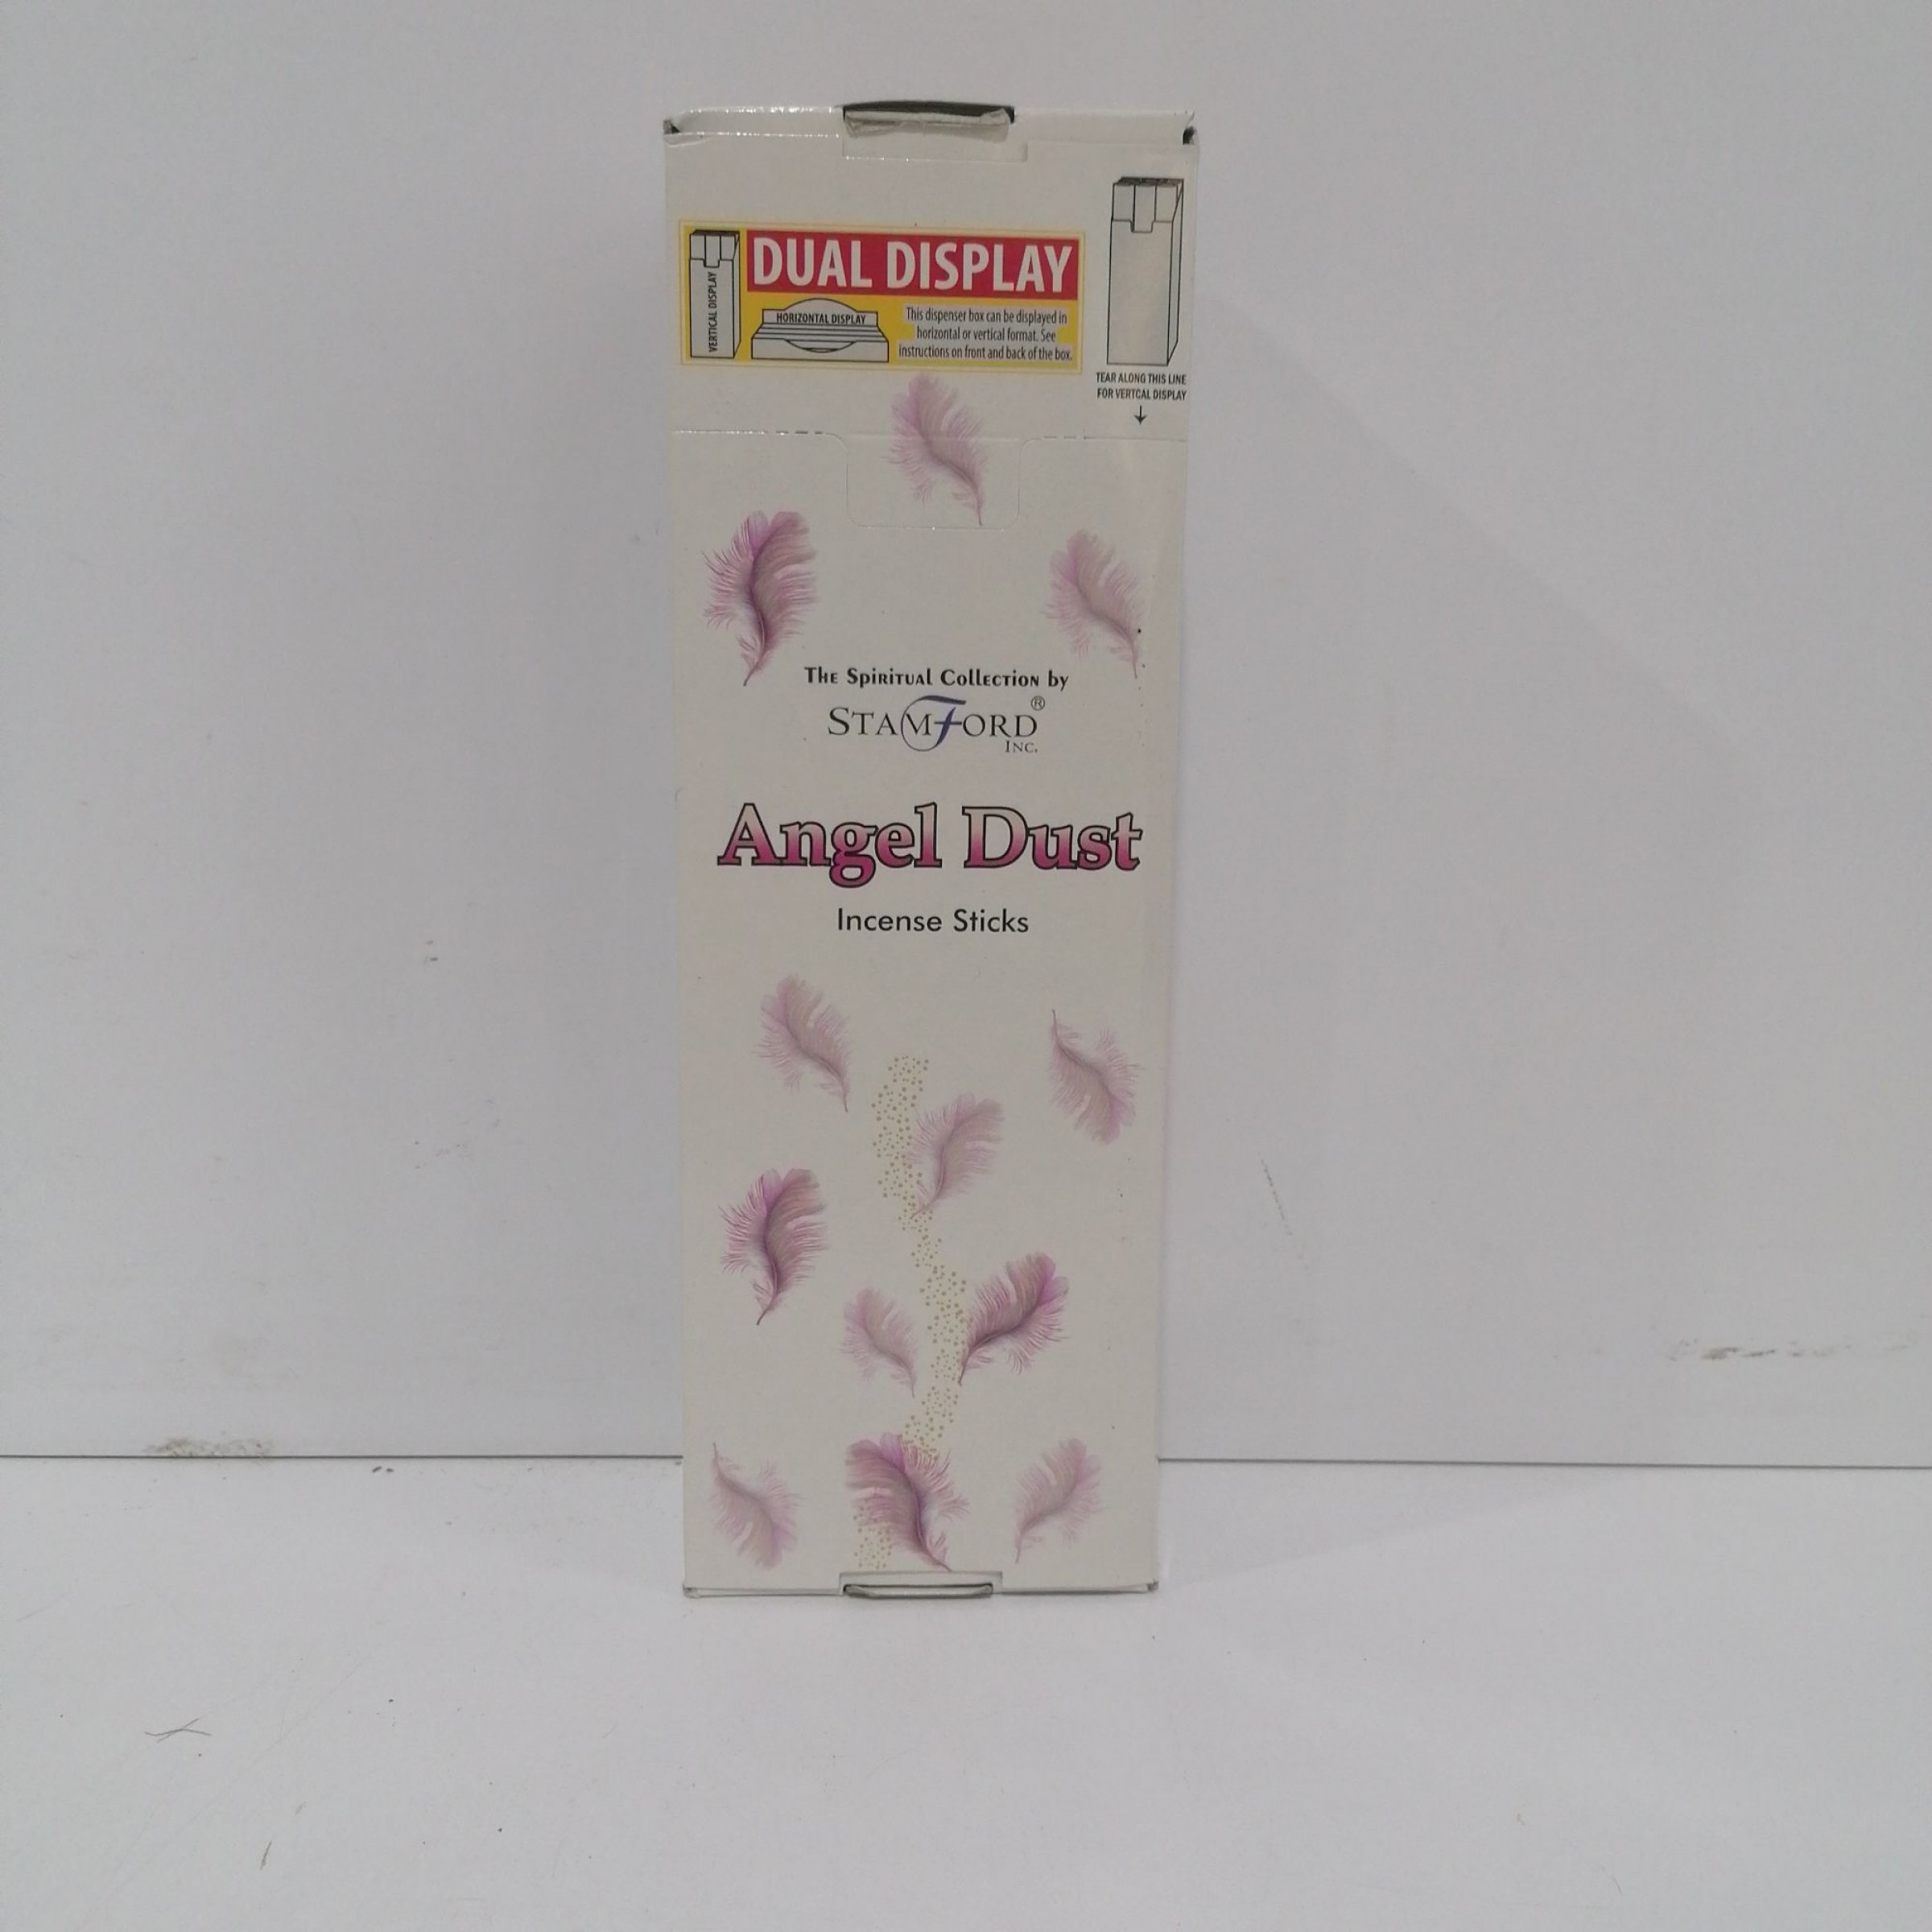 DUAL DISPLAY
VERTICAL DISPLAY
HORIZONTAL DISPLAY
This dispenser box can be displayed in
horizontal or vertical format. See
instructions on front and back of the box.
TEAR ALONG THIS LINE
FOR VERTCAL DISPLAY
The Spiritual Collection by
STAMFORD®
INC.
Angel Dust
Incense Sticks